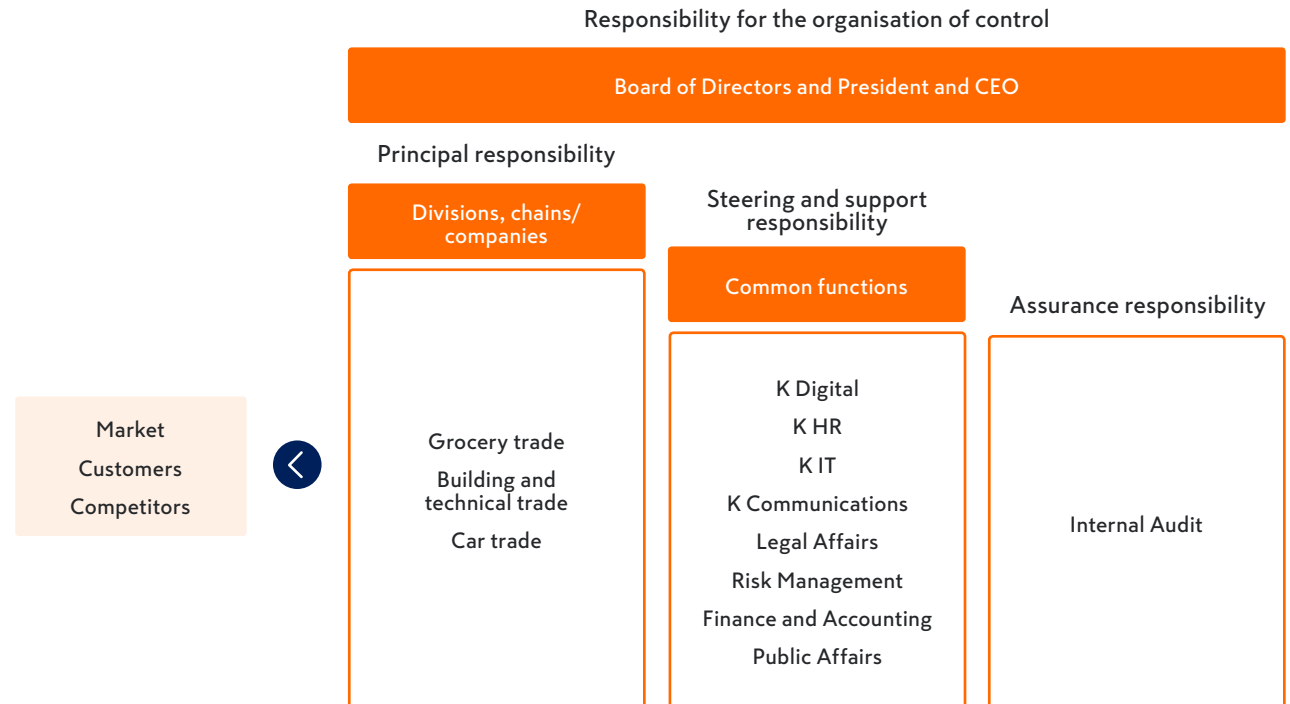 Responsibility for the organisation of control
Board of Directors and President and CEO
Principal responsibility
Divisions, chains/
companies
Steering and support
responsibility
Common functions
Assurance responsibility
Market
Customers
Competitors
Grocery trade
Building and
technical trade
Car trade
K Digital
K HR
K IT
K Communications
Legal Affairs
Risk Management
Finance and Accounting
Public Affairs
Internal Audit